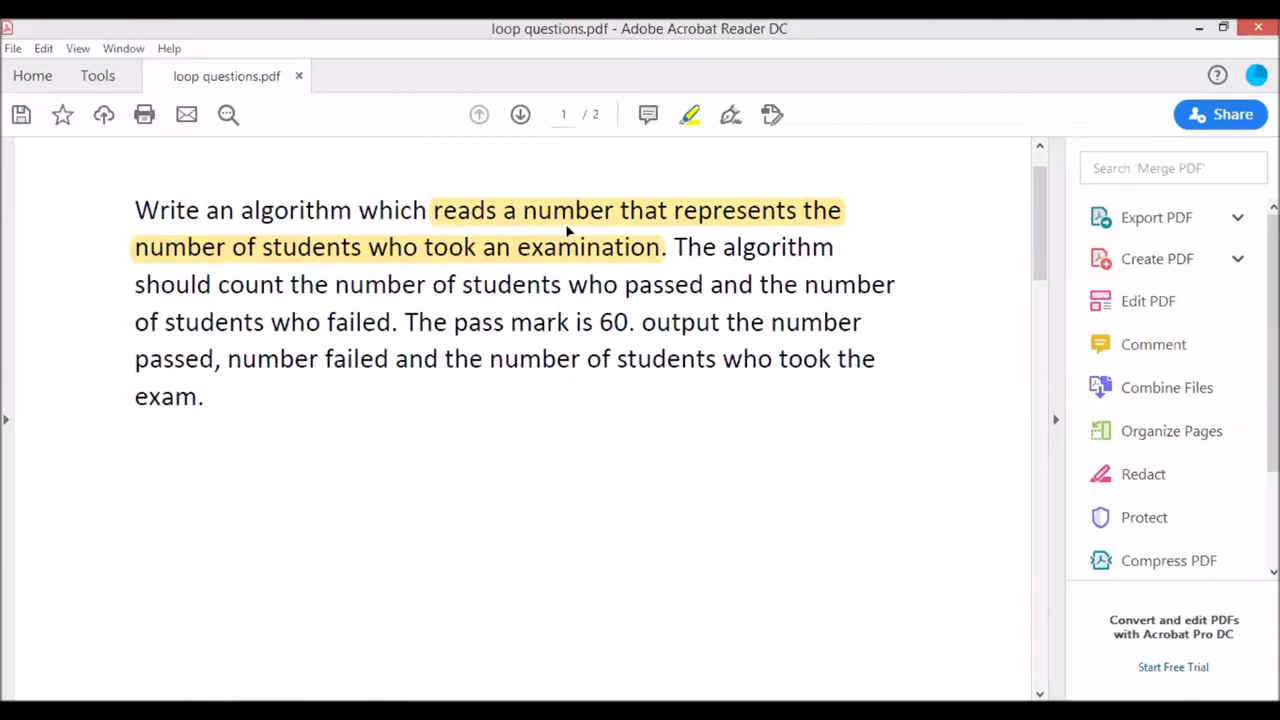 loop questions.pdf - Adobe Acrobat Reader DC
File Edit View Window Help
Home Tools loop questions.pdf
1 / 2 Share
Search 'Merge PDF'
Write an algorithm which reads a number that represents the
number of students who took an examination. The algorithm
should count the number of students who passed and the number
of students who failed. The pass mark is 60. output the number
passed, number failed and the number of students who took the
exam.
Export PDF
Create PDF
Edit PDF
Comment
Combine Files
Organize Pages
Redact
Protect
Compress PDF
Convert and edit PDFs
with Acrobat Pro DC
Start Free Trial